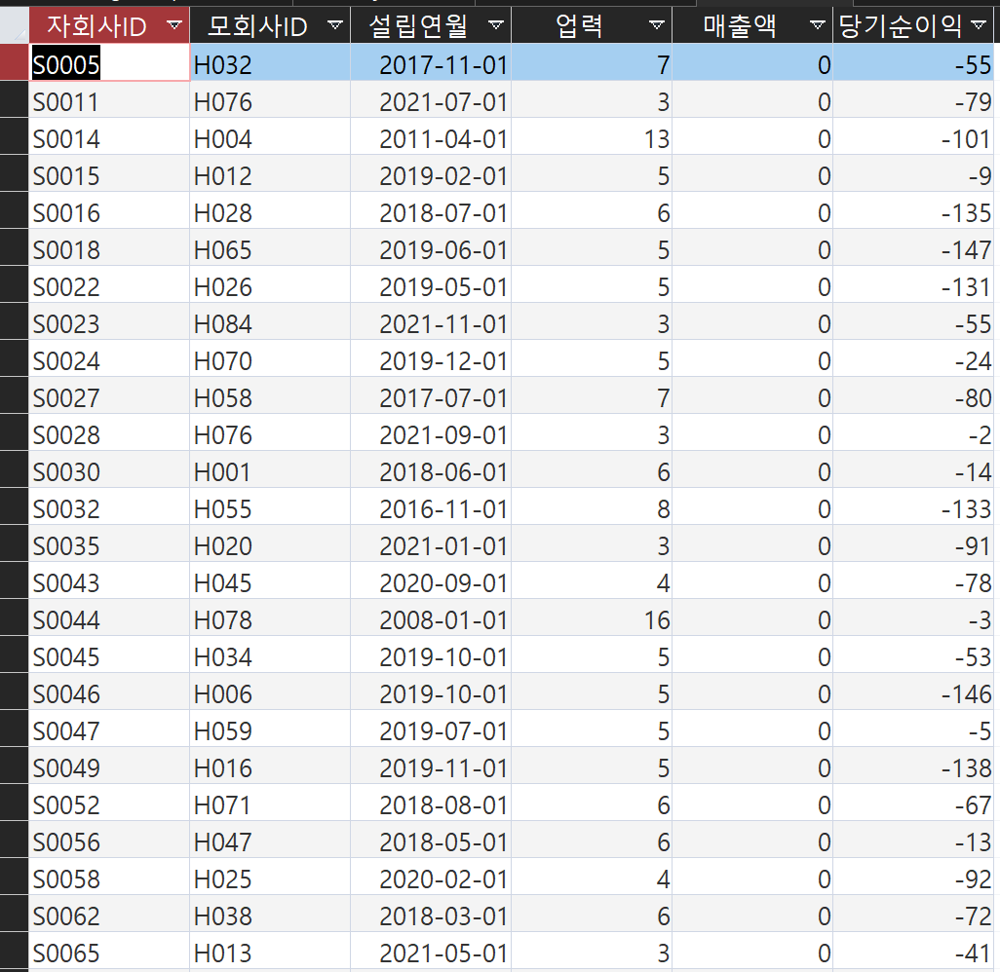 자회사ID 모회사ID 설립연월 업력 매출액 당기순이익
S0005 H032 2017-11-01 7 0 -55
S0011 H076 2021-07-01 3 0 -79
S0014 H004 2011-04-01 13 0 -101
S0015 H012 2019-02-01 5 0 -9
S0016 H028 2018-07-01 6 0 -135
S0018 H065 2019-06-01 5 0 -147
S0022 H026 2019-05-01 5 0 -131
S0023 H084 2021-11-01 3 0 -55
S0024 H070 2019-12-01 5 0 -24
S0027 H058 2017-07-01 7 0 -80
S0028 H076 2021-09-01 3 0 -2
S0030 H001 2018-06-01 6 0 -14
S0032 H055 2016-11-01 8 0 -133
S0035 H020 2021-01-01 3 0 -91
S0043 H045 2020-09-01 4 0 -78
S0044 H078 2008-01-01 16 0 -3
S0045 H034 2019-10-01 5 0 -53
S0046 H006 2019-10-01 5 0 -146
S0047 H059 2019-07-01 5 0 -5
S0049 H016 2019-11-01 5 0 -138
S0052 H071 2018-08-01 6 0 -67
S0056 H047 2018-05-01 6 0 -13
S0058 H025 2020-02-01 4 0 -92
S0062 H038 2018-03-01 6 0 -72
S0065 H013 2021-05-01 3 0 -41